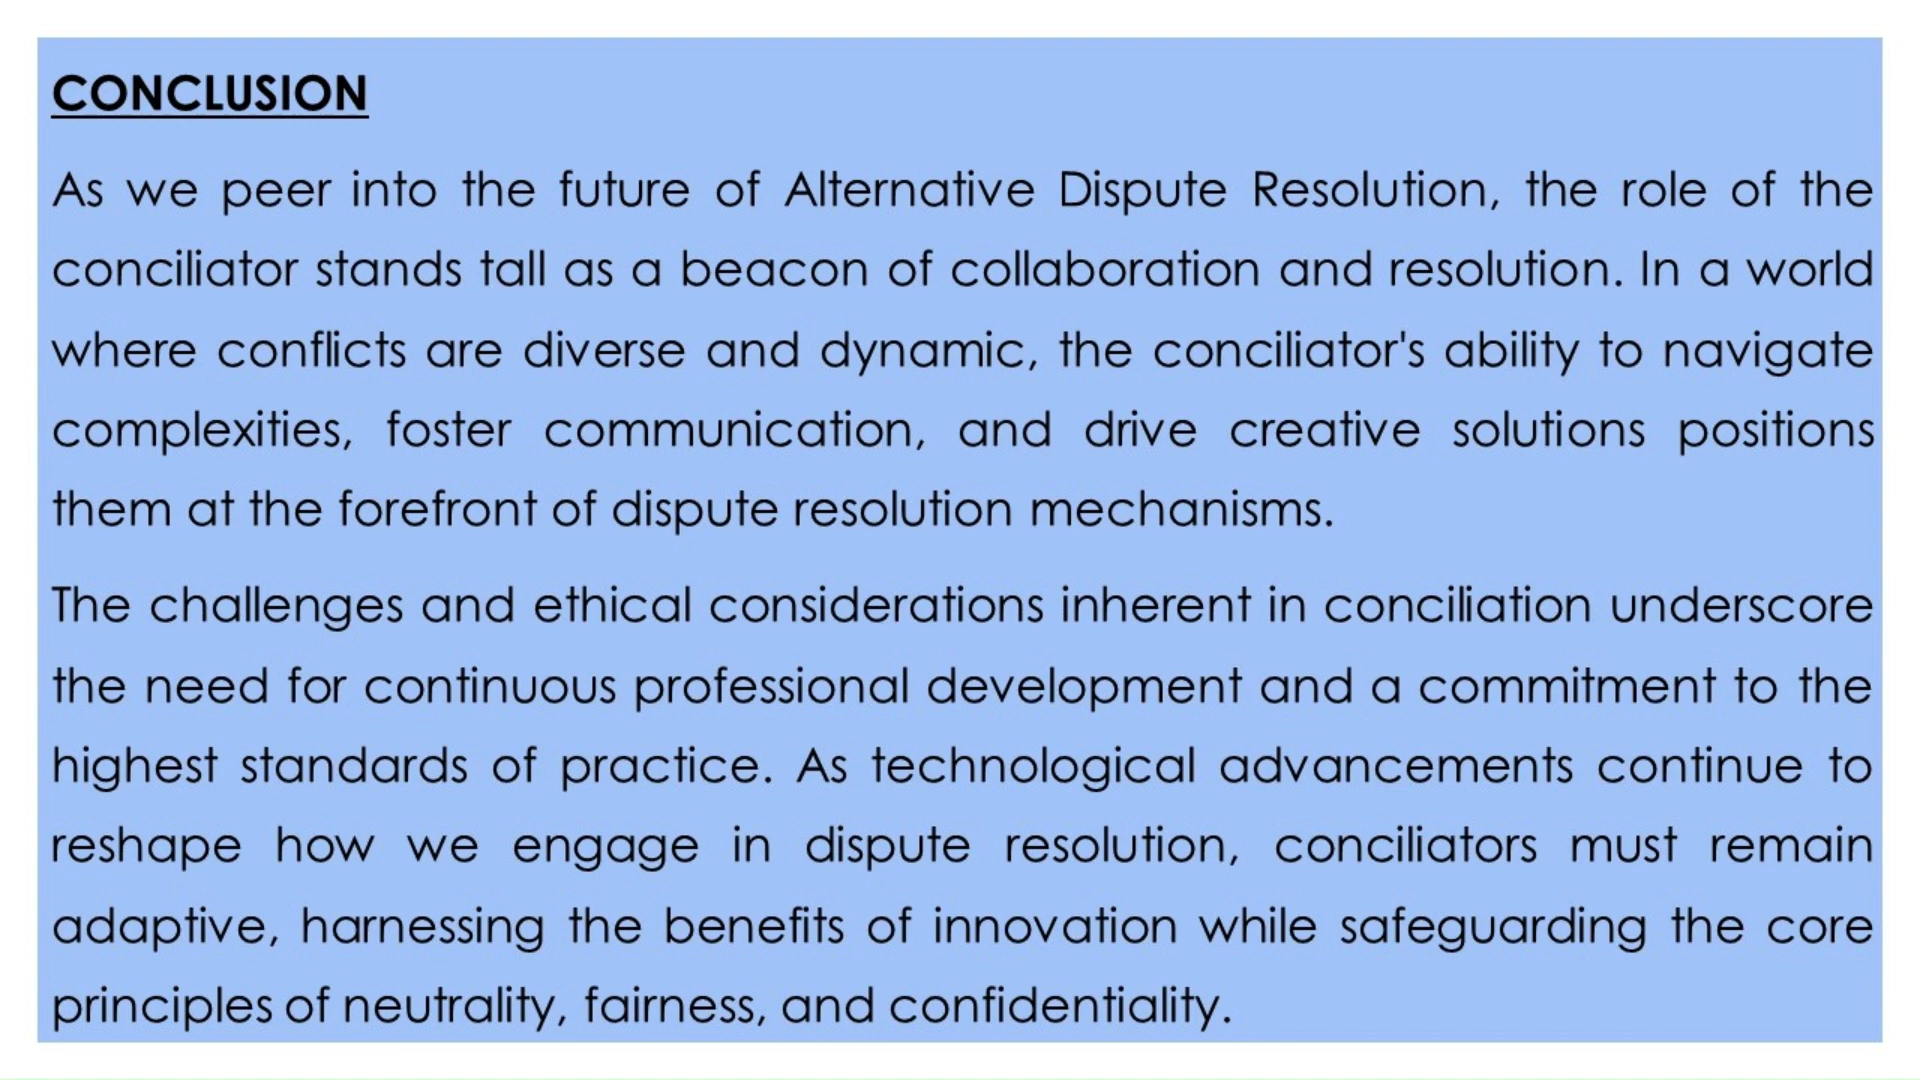 CONCLUSION
As we peer into the future of Alternative Dispute Resolution, the role of the
conciliator stands tall as a beacon of collaboration and resolution. In a world
where conflicts are diverse and dynamic, the conciliator's ability to navigate
complexities, foster communication, and drive creative solutions positions
them at the forefront of dispute resolution mechanisms.
The challenges and ethical considerations inherent in conciliation underscore
the need for continuous professional development and a commitment to the
highest standards of practice. As technological advancements continue to
reshape how we engage in dispute resolution, conciliators must remain
adaptive, harnessing the benefits of innovation while safeguarding the core
principles of neutrality, fairness, and confidentiality.